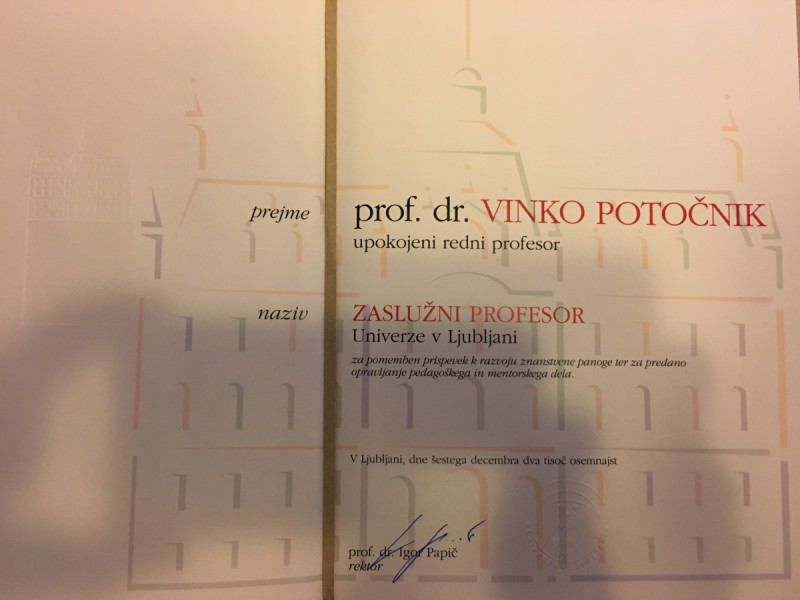 prejme prof. dr. VINKO POTOČNIK
upokojeni redni profesor
naziv ZASLUŽNI PROFESOR
Univerze v Ljubljani
za pomemben prispevek k razvoju znanstvene panoge ter za predano
opravljanje pedagoškega in mentorskega dela.
V Ljubljani, dne šestega decembra dva tisoč osemnajst
prof. dr. Igor Papič
rektor